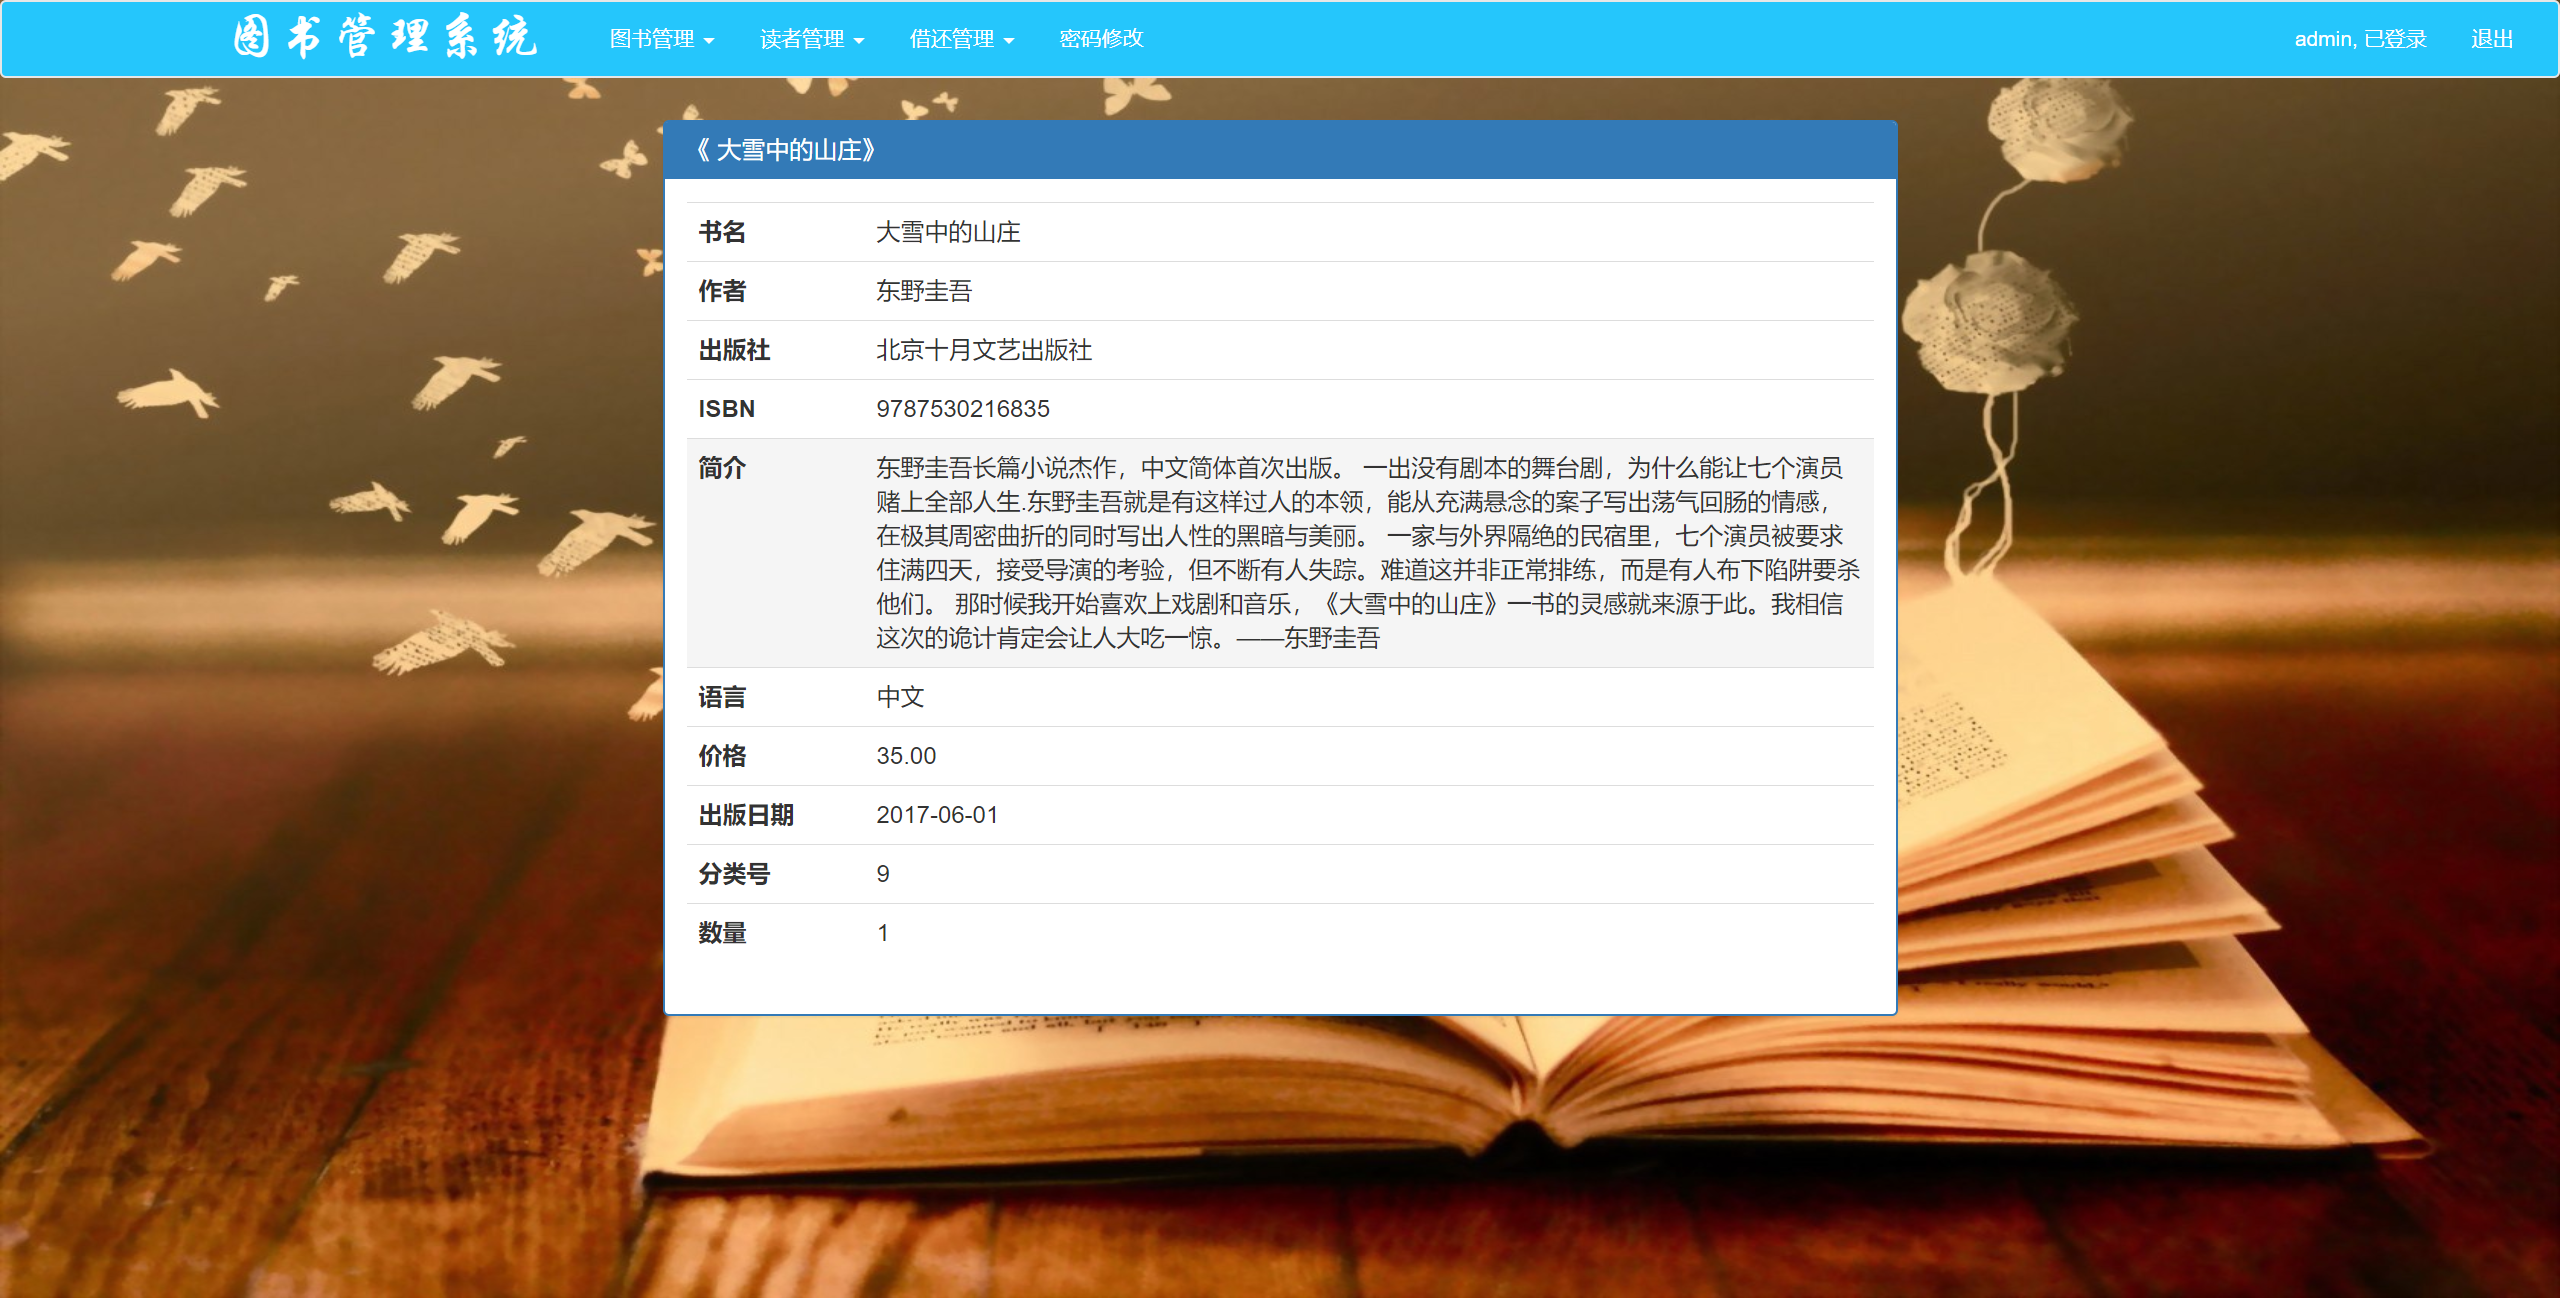 图书管理系统 图书管理 读者管理 借还管理 密码修改 admin, 已登录 退出
《 大雪中的山庄》
书名 大雪中的山庄
作者 东野圭吾
出版社 北京十月文艺出版社
ISBN 9787530216835
简介 东野圭吾长篇小说杰作，中文简体首次出版。 一出没有剧本的舞台剧，为什么能让七个演员
赌上全部人生.东野圭吾就是有这样过人的本领，能从充满悬念的案子写出荡气回肠的情感，
在极其周密曲折的同时写出人性的黑暗与美丽。 一家与外界隔绝的民宿里，七个演员被要求
住满四天，接受导演的考验，但不断有人失踪。难道这并非正常排练，而是有人布下陷阱要杀
他们。 那时候我开始喜欢上戏剧和音乐，《大雪中的山庄》一书的灵感就来源于此。我相信
这次的诡计肯定会让人大吃一惊。——东野圭吾
语言 中文
价格 35.00
出版日期 2017-06-01
分类号 9
数量 1